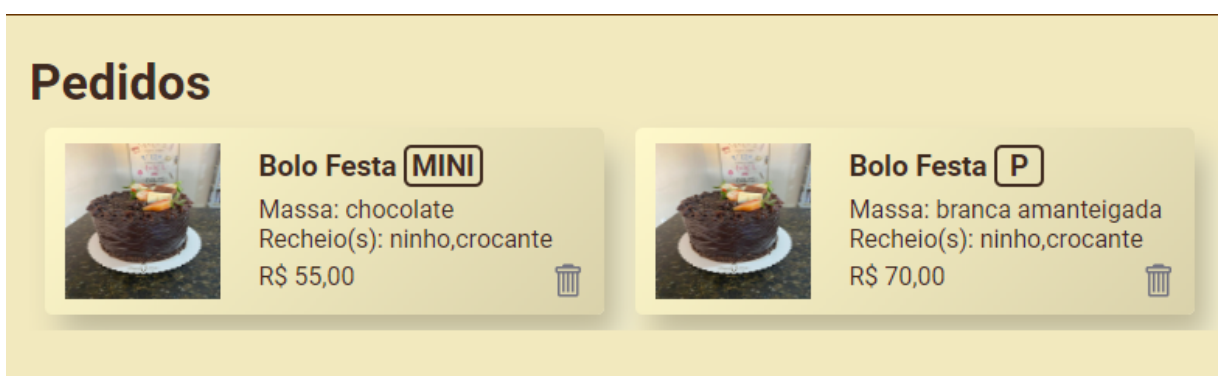 Pedidos
Bolo Festa MINI
Massa: chocolate
Recheio(s): ninho,crocante
R$ 55,00
Bolo Festa P
Massa: branca amanteigada
Recheio(s): ninho,crocante
R$ 70,00